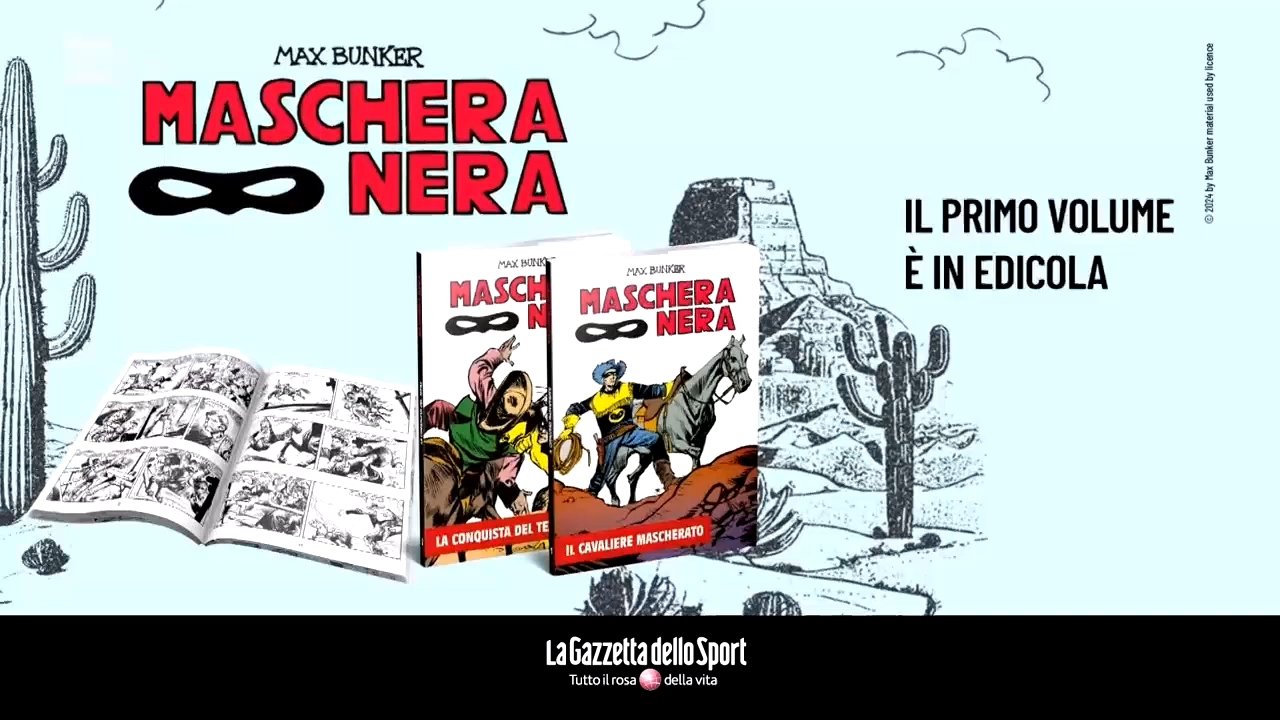 MAX BUNKER
MASCHERA
NERA
IL PRIMO VOLUME
È IN EDICOLA
© 2024 by Max Bunker material used by licence
MAX BUNKER
MASCH
N
LA CONQUISTA DEL TE
MAX BUNKER
MASCHERA
NERA
IL CAVALIERE MASCHERATO
La Gazzetta dello Sport
Tutto il rosa della vita